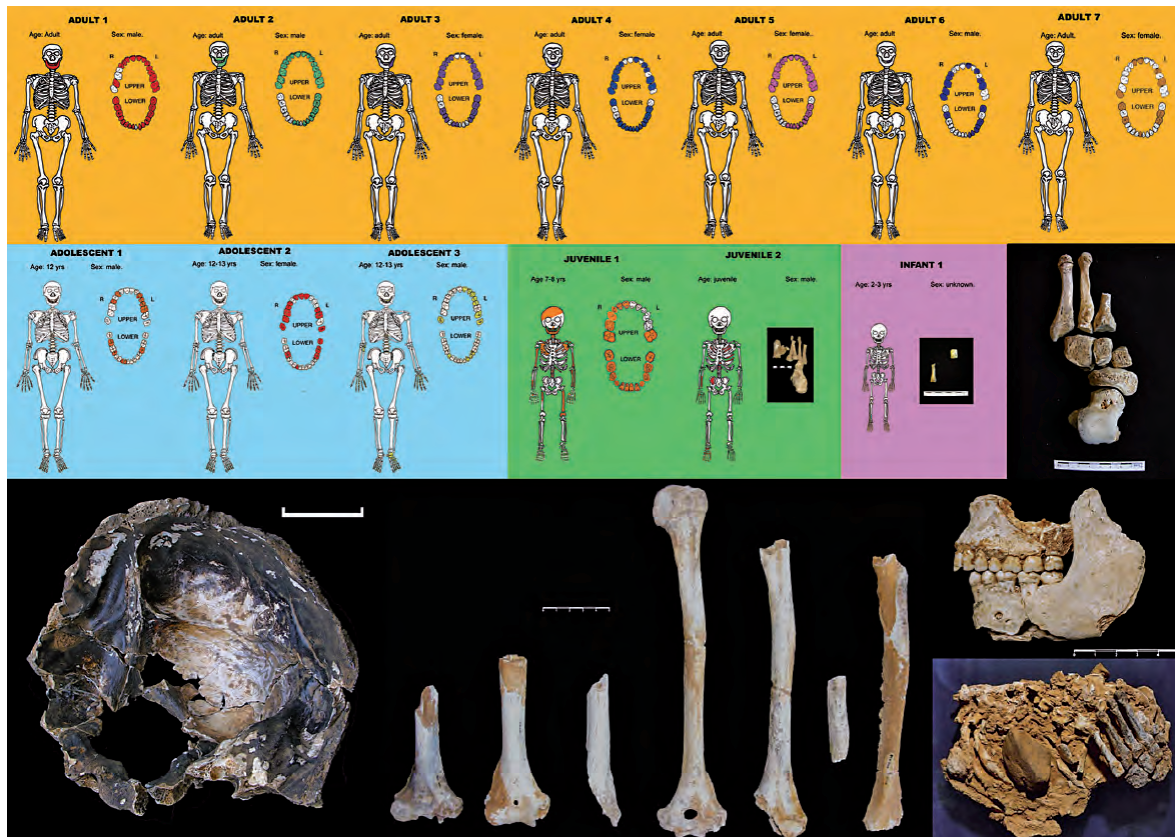 ADULT 1
Age: Adult Sex: male.
R L
UPPER
LOWER
ADULT 2
Age: adult Sex: male
R L
UPPER
LOWER
ADULT 3
Age: adult Sex: female.
R L
UPPER
LOWER
ADULT 4
Age: adult Sex: female
R L
UPPER
LOWER
ADULT 5
Age: adult Sex: female..
R L
UPPER
LOWER
ADULT 6
Age: adult Sex: male.
R L
UPPER
LOWER
ADULT 7
Age: Adult. Sex: female.
R L
UPPER
LOWER
ADOLESCENT 1
Age: 12 yrs Sex: male.
R L
UPPER
LOWER
ADOLESCENT 2
Age: 12-13 yrs Sex: female.
R L
UPPER
LOWER
ADOLESCENT 3
Age: 12-13 yrs Sex: male.
R L
UPPER
LOWER
JUVENILE 1
Age 7-8 yrs Sex: male
R L
UPPER
LOWER
JUVENILE 2
Age: juvenile Sex: male.
INFANT 1
Age: 2-3 yrs Sex: unknown.